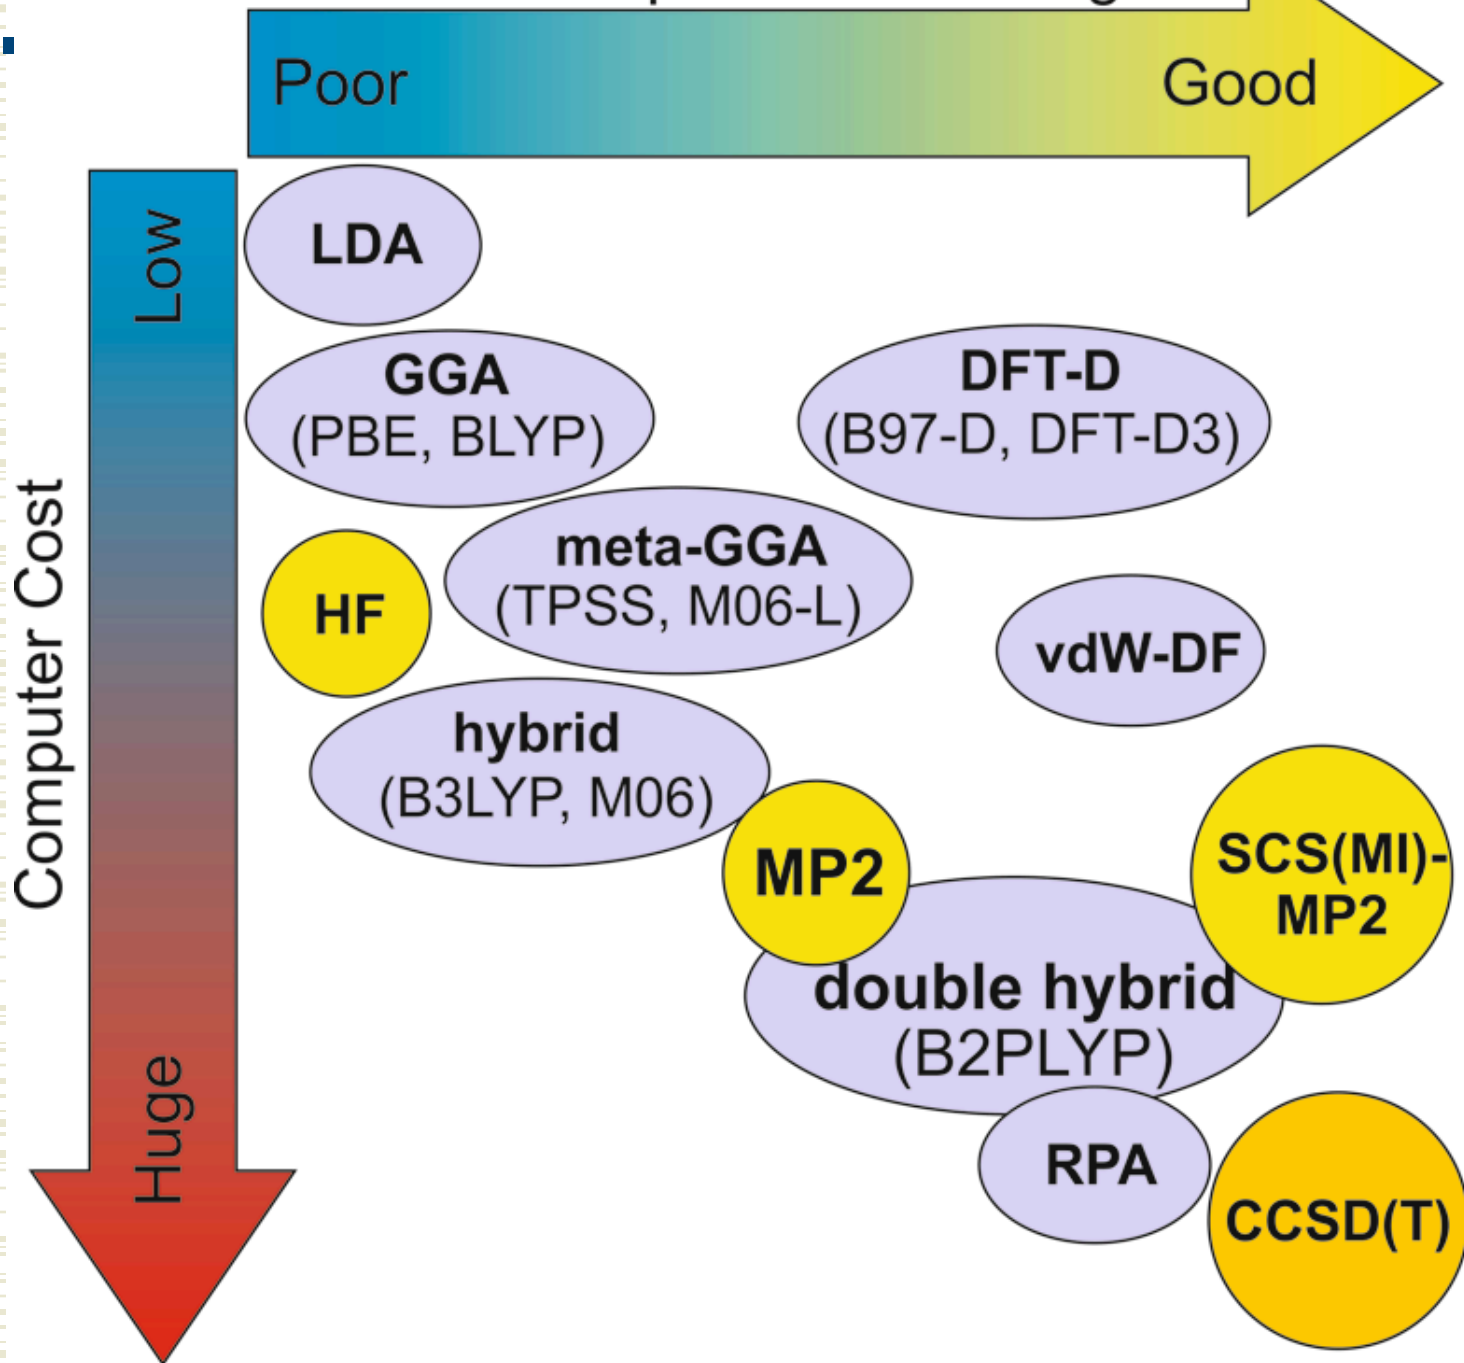 Poor
Good
Low
LDA
GGA
(PBE, BLYP)
DFT-D
(B97-D, DFT-D3)
Computer Cost
meta-GGA
(TPSS, M06-L)
HF
vdW-DF
hybrid
(B3LYP, M06)
MP2
SCS(MI)-
MP2
double hybrid
(B2PLYP)
Huge
RPA
CCSD(T)